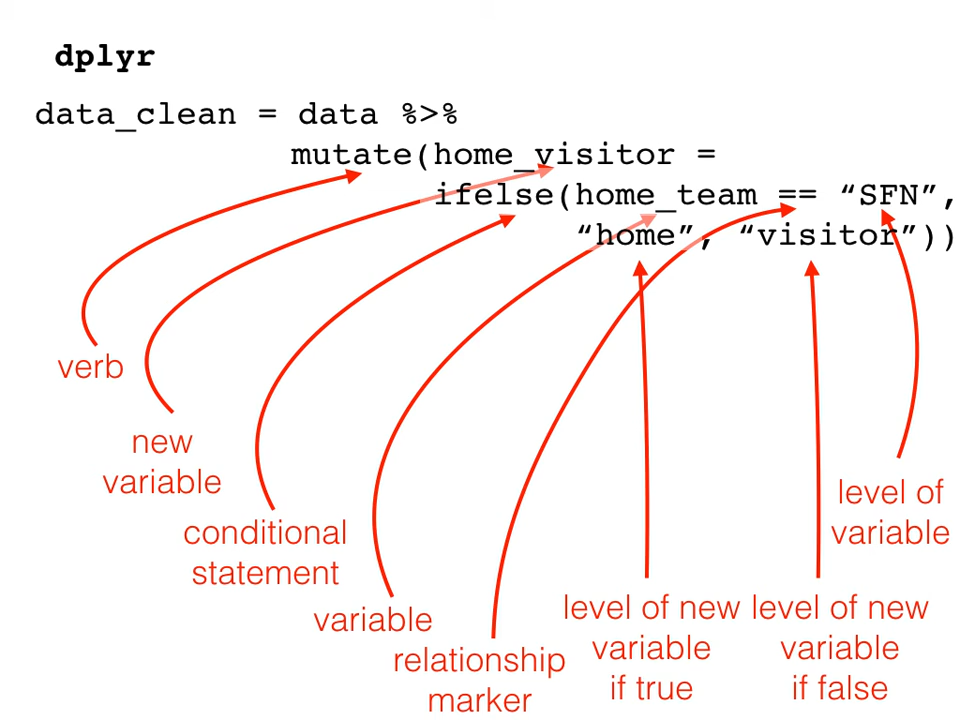 dplyr
data_clean = data %>%
mutate(home_visitor =
ifelse(home_team == “SFN”,
“home”, “visitor”))
verb
new
variable
conditional
statement
variable
relationship
marker
level of new
variable
if true
level of new
variable
if false
level of
variable